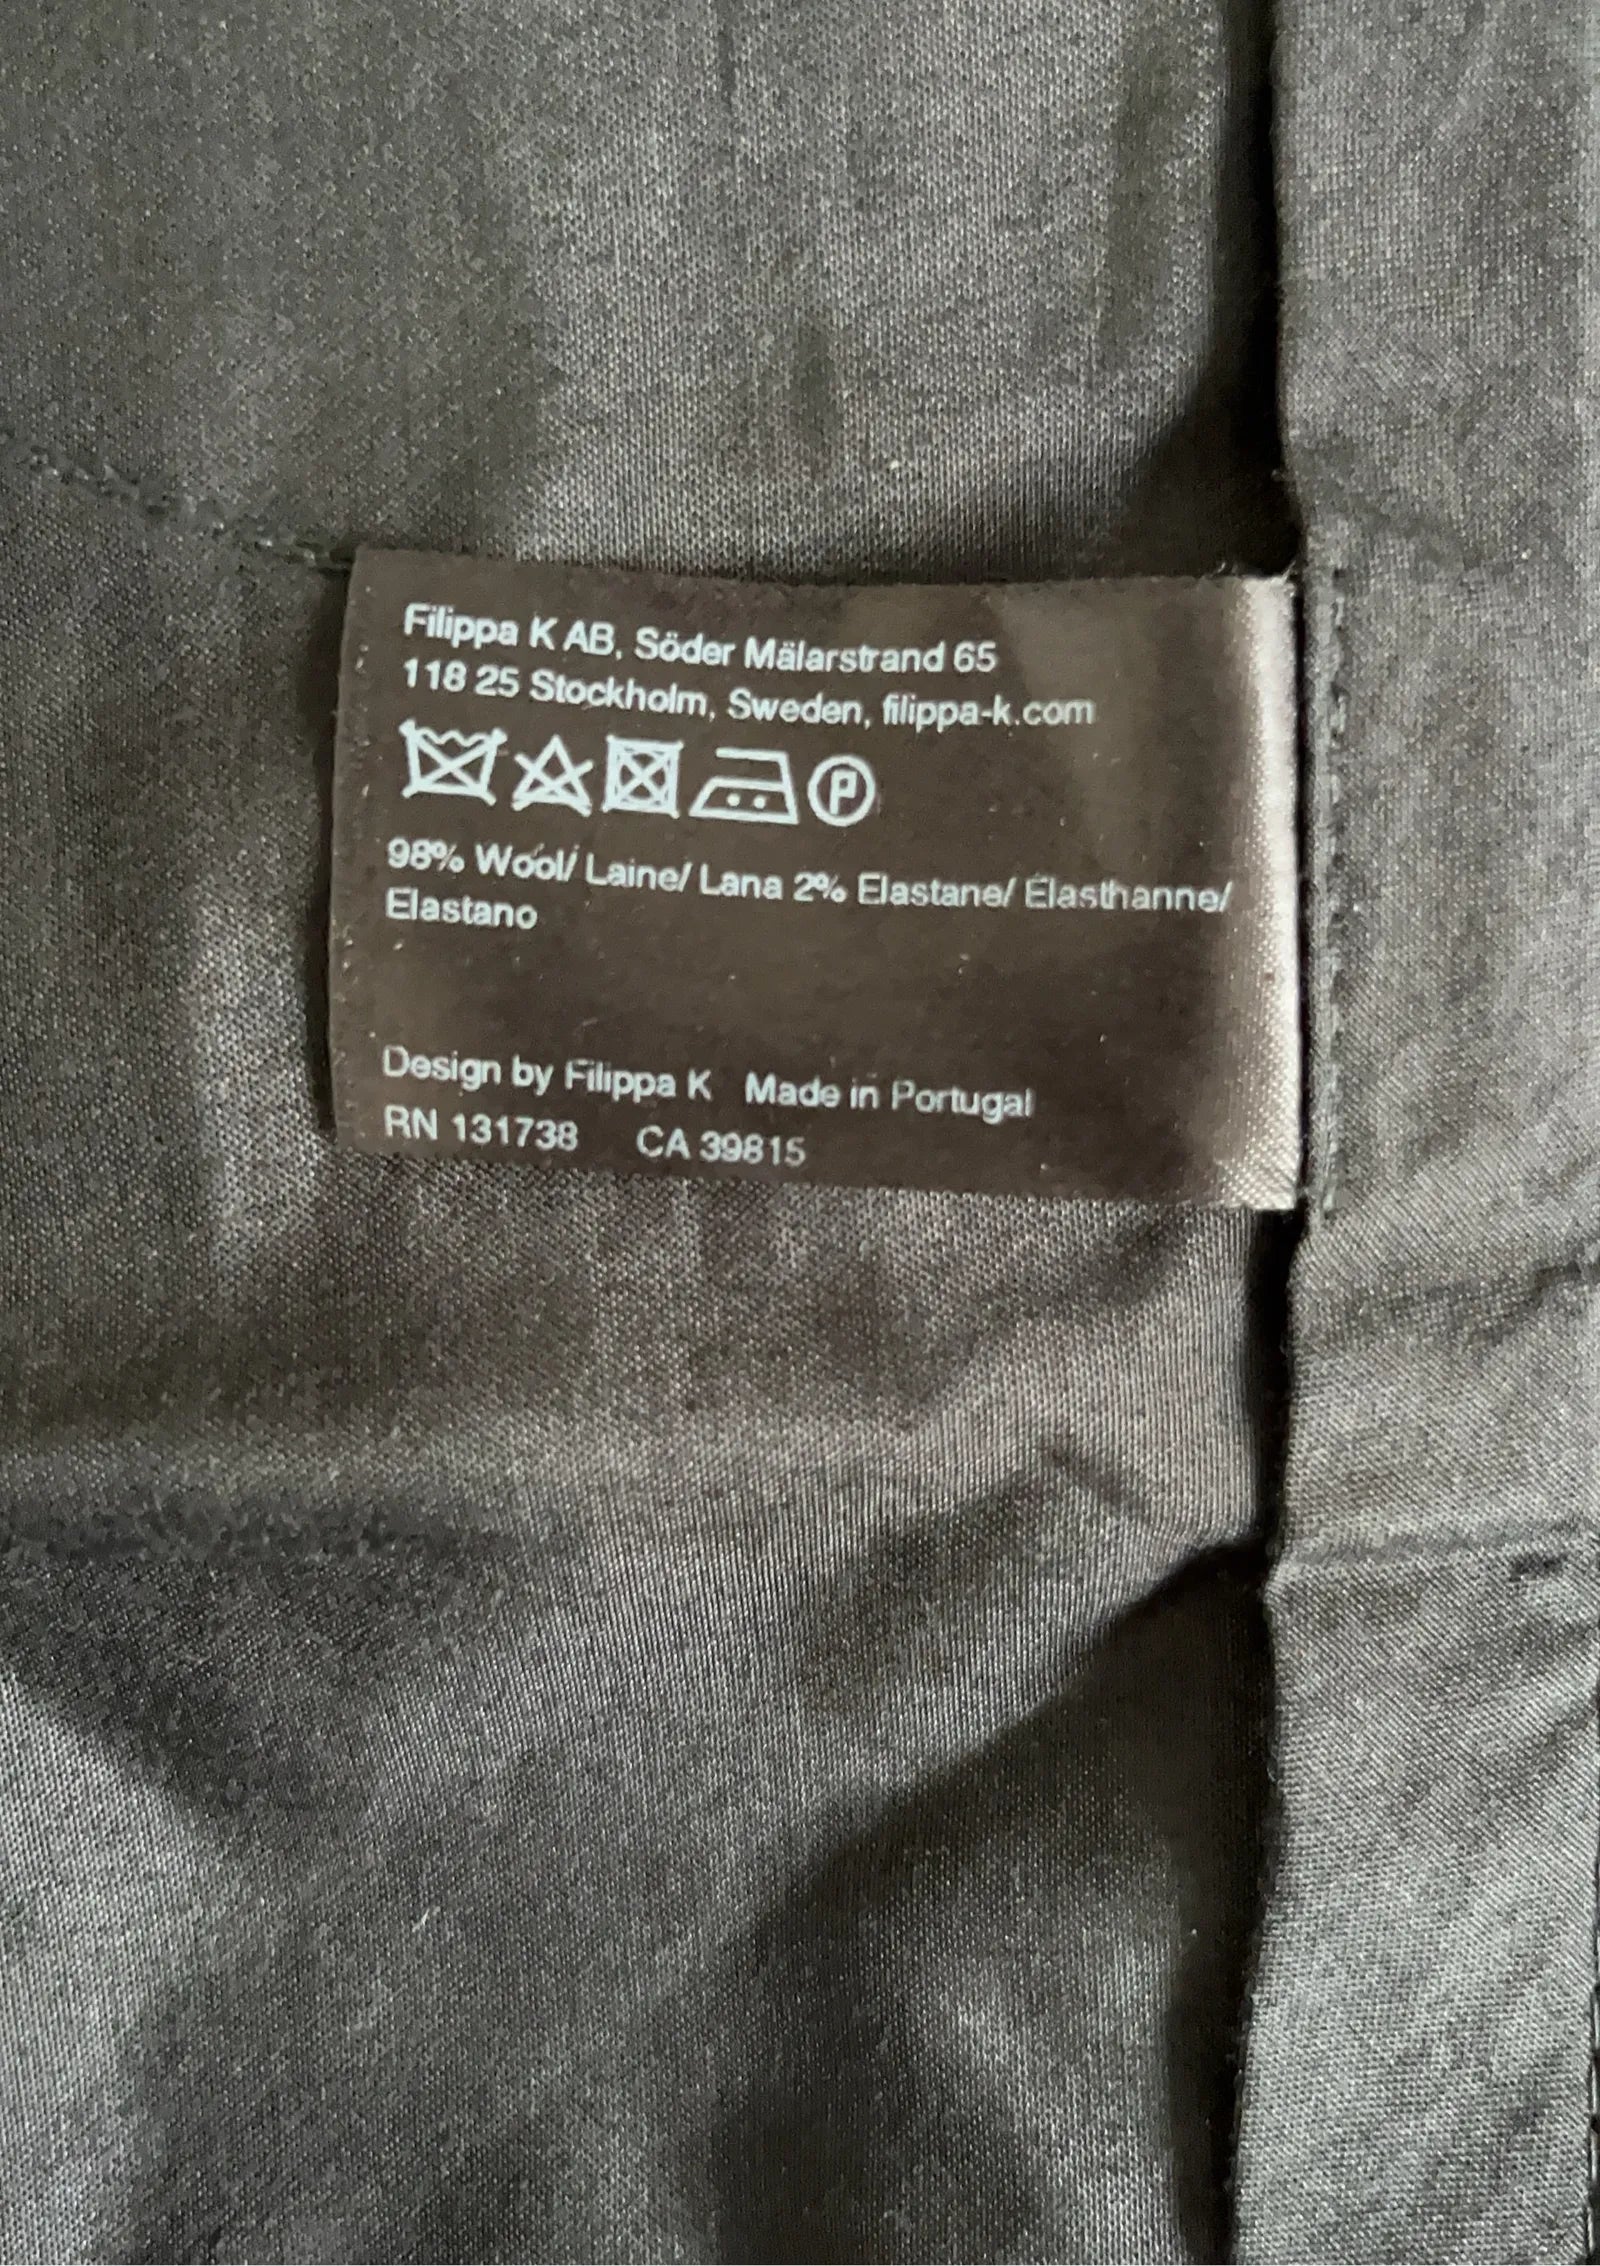 Filippa K AB, Söder Mälarstrand 65
118 25 Stockholm, Sweden, filippa-k.com
P
98% Wool/ Laine/ Lana 2% Elastane/ Élasthanne/
Elastano
Design by Filippa K Made in Portugal
RN 131738 CA 39815